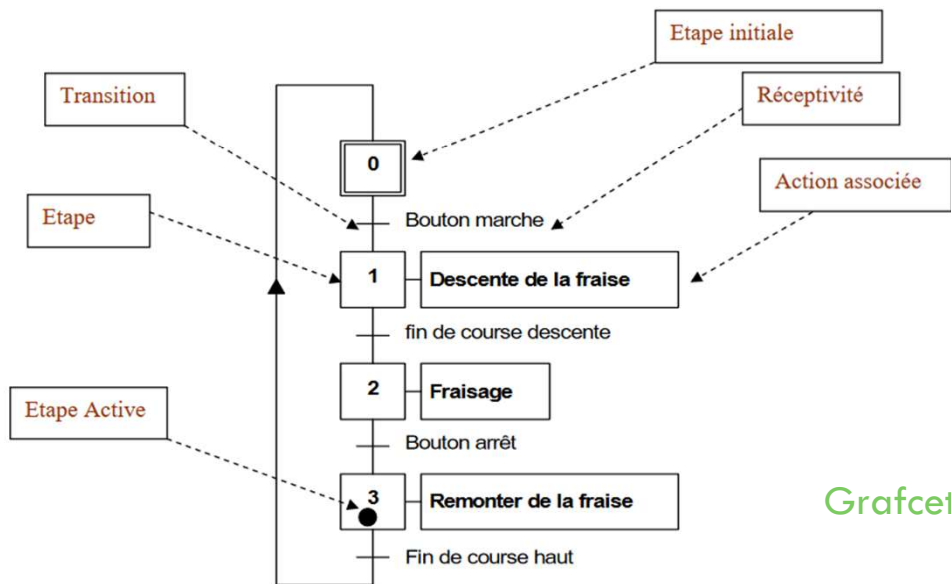 Etape initiale
Transition
Réceptivité
0
Action associée
Bouton marche
Etape
1
Descente de la fraise
fin de course descente
2
Fraisage
Etape Active
Bouton arrêt
3
Remonter de la fraise
Grafcet
Fin de course haut